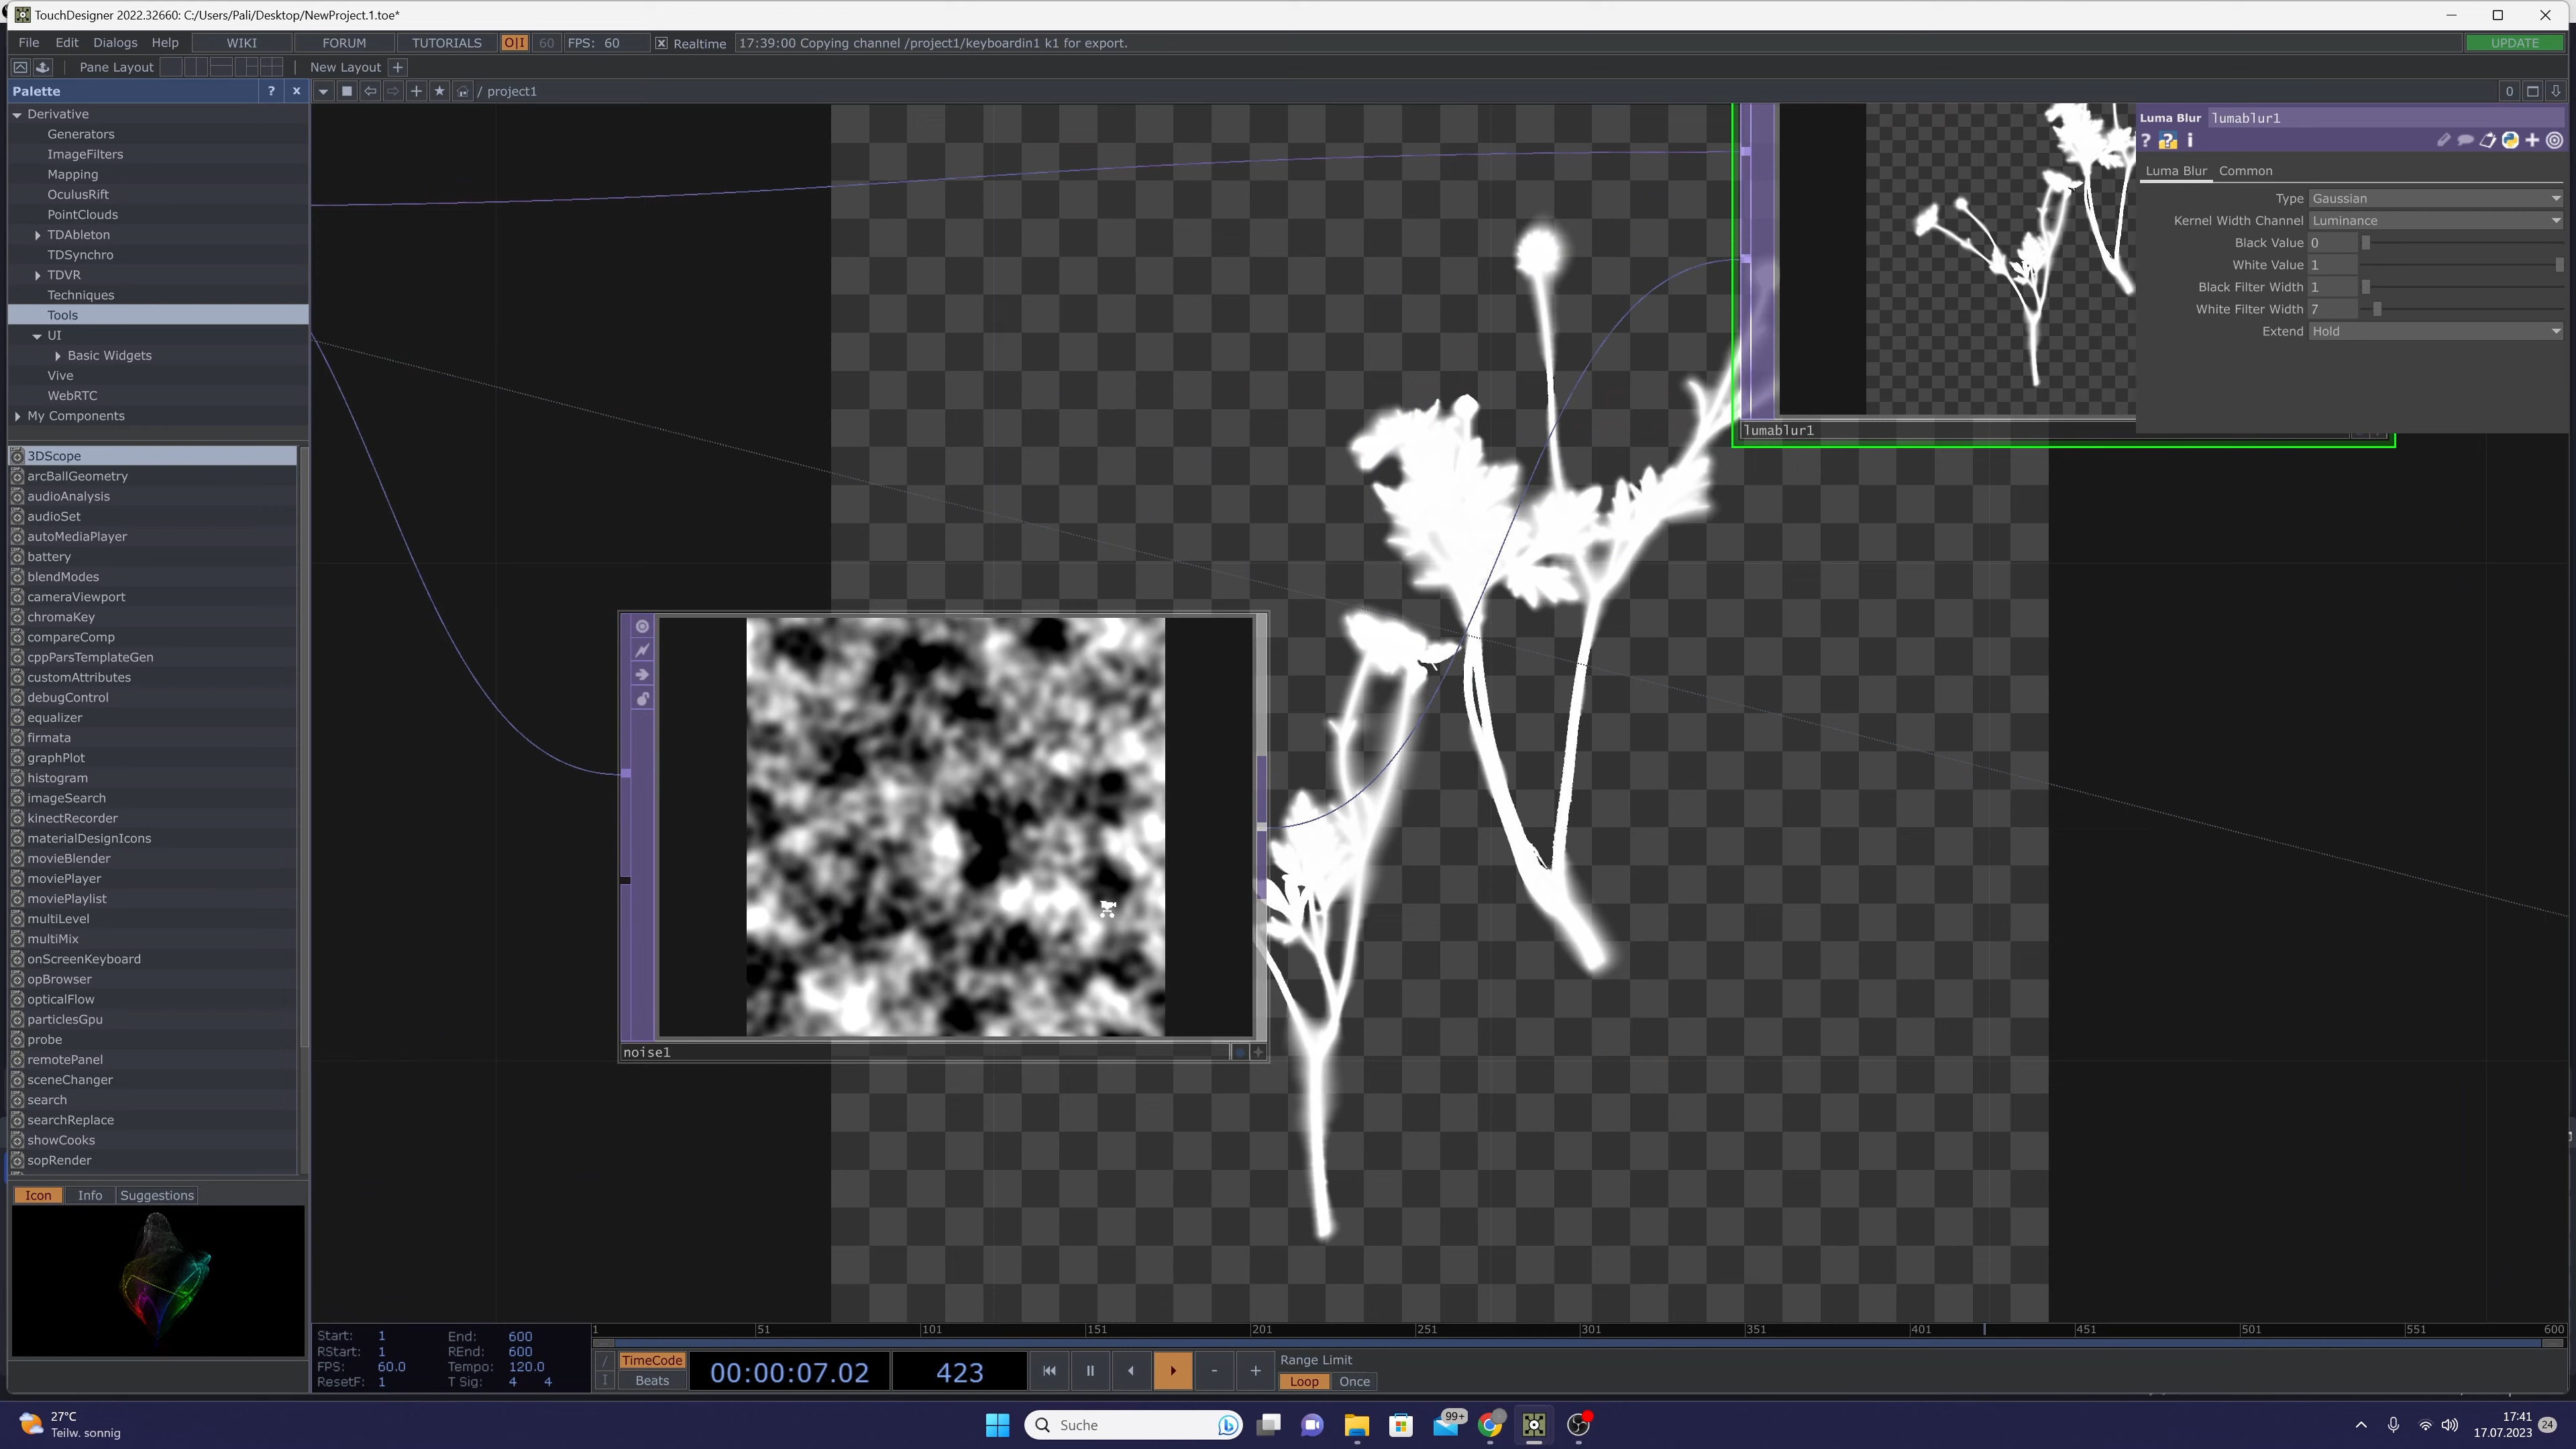 TouchDesigner 2022.32660: C:/Users/Pali/Desktop/NewProject.1.toe*
File Edit Dialogs Help WIKI FORUM TUTORIALS O|I 60 FPS: 60 Realtime 17:39:00 Copying channel /project1/keyboardin1 k1 for export. UPDATE
Pane Layout New Layout +
Palette ? x / project1 0
Derivative
Generators
ImageFilters
Mapping
OculusRift
PointClouds
TDAbleton
TDSynchro
TDVR
Techniques
Tools
UI
Basic Widgets
Vive
WebRTC
My Components
3DScope
arcBallGeometry
audioAnalysis
audioSet
autoMediaPlayer
battery
blendModes
cameraViewport
chromaKey
compareComp
cppParsTemplateGen
customAttributes
debugControl
equalizer
firmata
graphPlot
histogram
imageSearch
kinectRecorder
materialDesignIcons
movieBlender
moviePlayer
moviePlaylist
multiLevel
multiMix
onScreenKeyboard
opBrowser
opticalFlow
particlesGpu
probe
remotePanel
sceneChanger
search
searchReplace
showCooks
sopRender
Icon Info Suggestions
Luma Blur lumablur1
? ? i
Luma Blur Common
Type Gaussian
Kernel Width Channel Luminance
Black Value 0
White Value 1
Black Filter Width 1
White Filter Width 7
Extend Hold
lumablur1
noise1
Start: 1 End: 600
RStart: 1 REnd: 600
FPS: 60.0 Tempo: 120.0
ResetF: 1 T Sig: 4 4
1 51 101 151 201 251 301 351 401 451 501 551 600
/ TimeCode 00:00:07.02 423 - + Range Limit
I Beats Loop Once
27°C
Teilw. sonnig
Suche
99+
17:41
17.07.2023
24